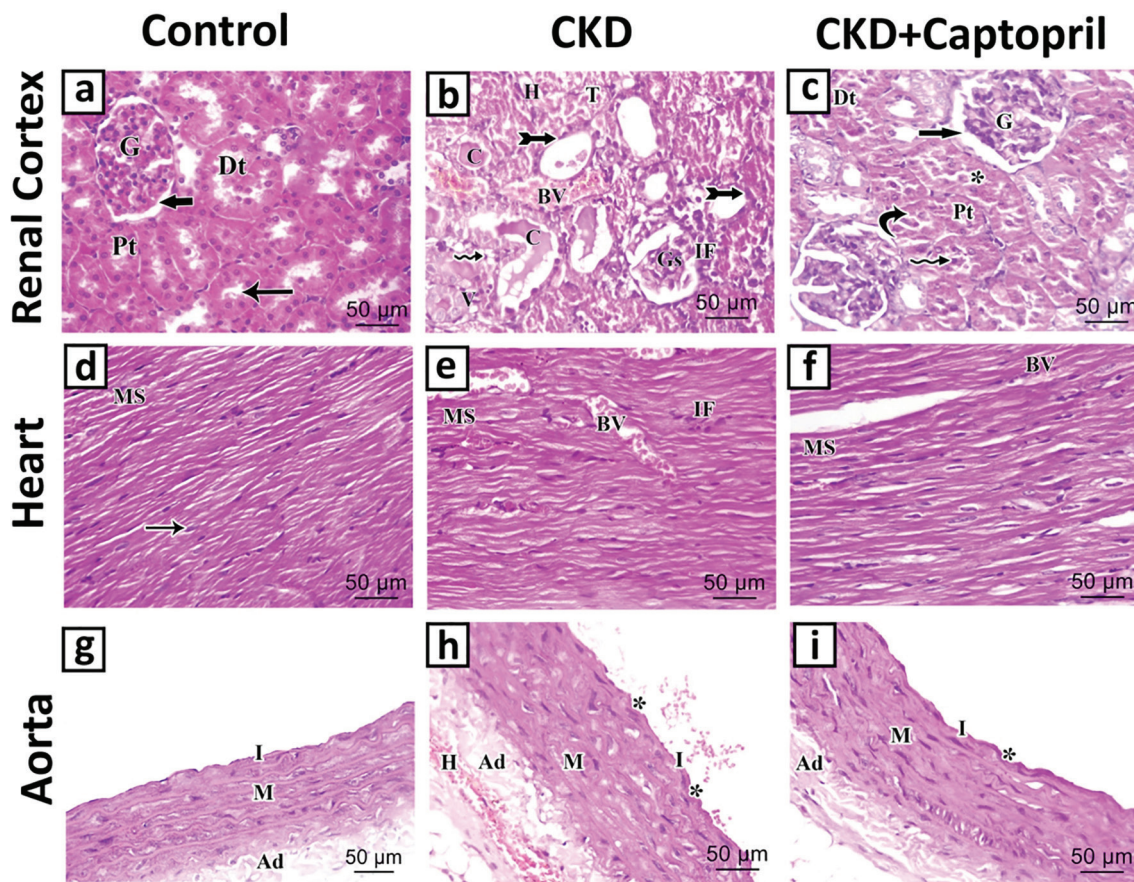 Control
CKD
CKD+Captopril
Renal Cortex
a
G
Dt
Pt
50 µm
b
H
T
C
BV
C
Gs
IF
V
50 µm
c
Dt
G
*
Pt
50 µm
Heart
d
MS
50 µm
e
MS
BV
IF
50 µm
f
BV
MS
50 µm
Aorta
g
I
M
Ad
50 µm
h
*
H
Ad
M
I
*
50 µm
i
M
I
*
Ad
50 µm